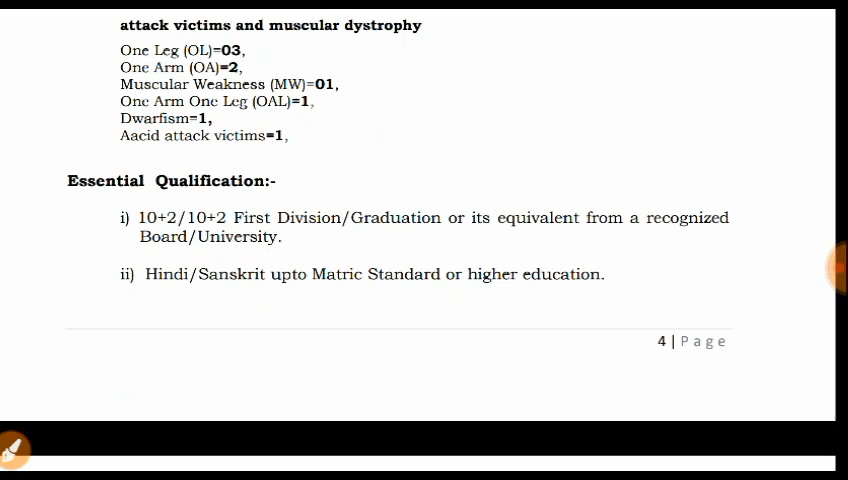 attack victims and muscular dystrophy
One Leg (OL)=03,
One Arm (OA)=2,
Muscular Weakness (MW)=01,
One Arm One Leg (OAL)=1,
Dwarfism=1,
Aacid attack victims=1,
Essential Qualification:-
i) 10+2/10+2 First Division/Graduation or its equivalent from a recognized
Board/University.
ii) Hindi/Sanskrit upto Matric Standard or higher education.
4 | Page